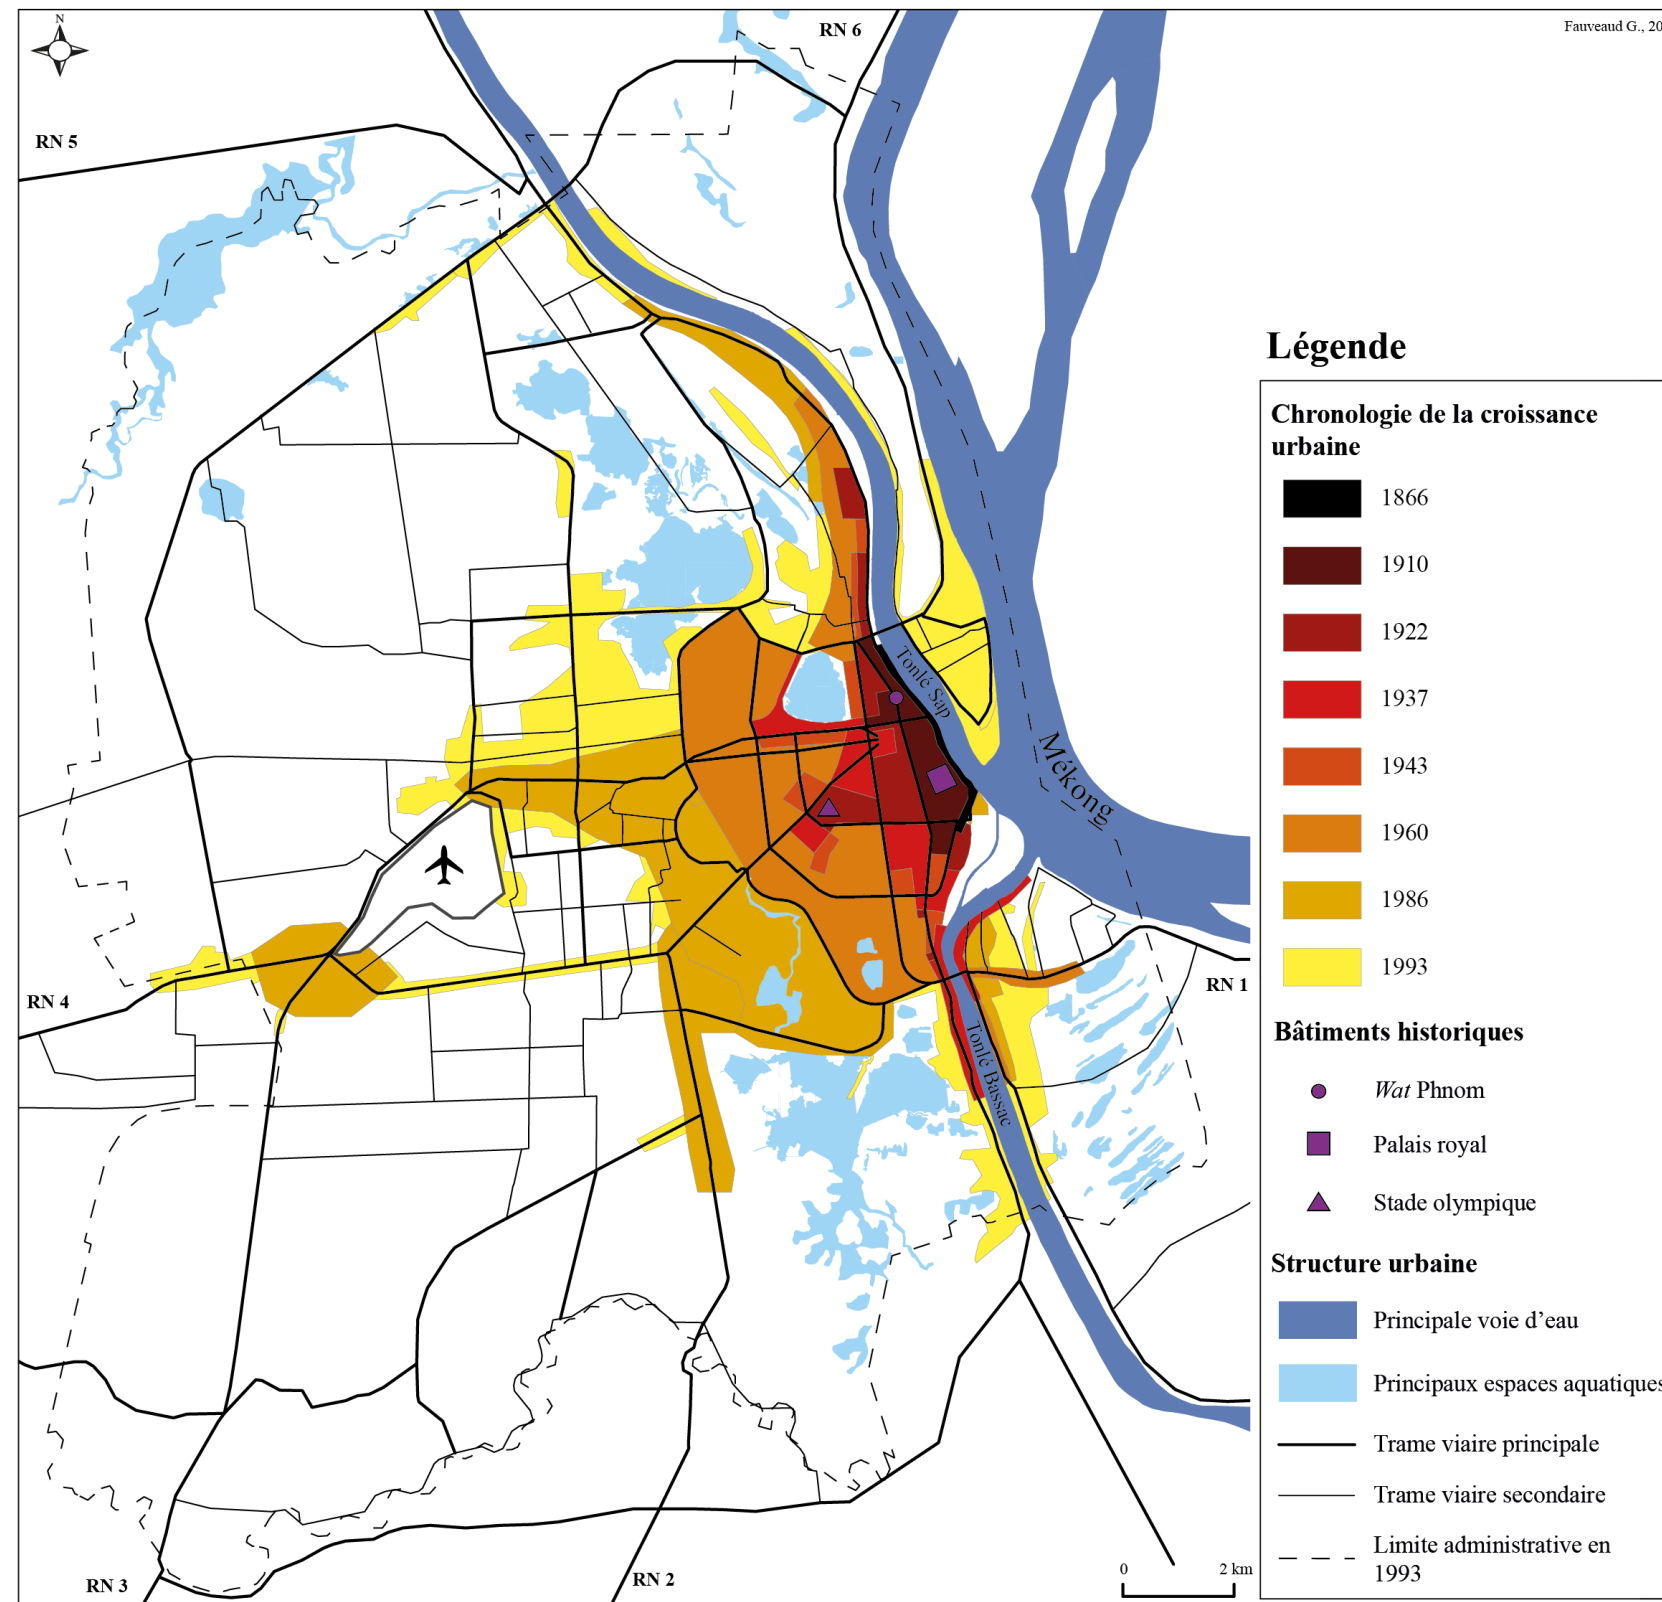 N
RN 6
Fauveaud G., 20
RN 5
Légende
Chronologie de la croissance
urbaine
1866
1910
1922
1937
1943
1960
1986
1993
Tonlé Sap
Mékong
RN 4
RN 1
Tonlé Bassac
Bâtiments historiques
Wat Phnom
Palais royal
Stade olympique
Structure urbaine
Principale voie d’eau
Principaux espaces aquatiques
Trame viaire principale
Trame viaire secondaire
Limite administrative en
1993
0 2 km
RN 3
RN 2